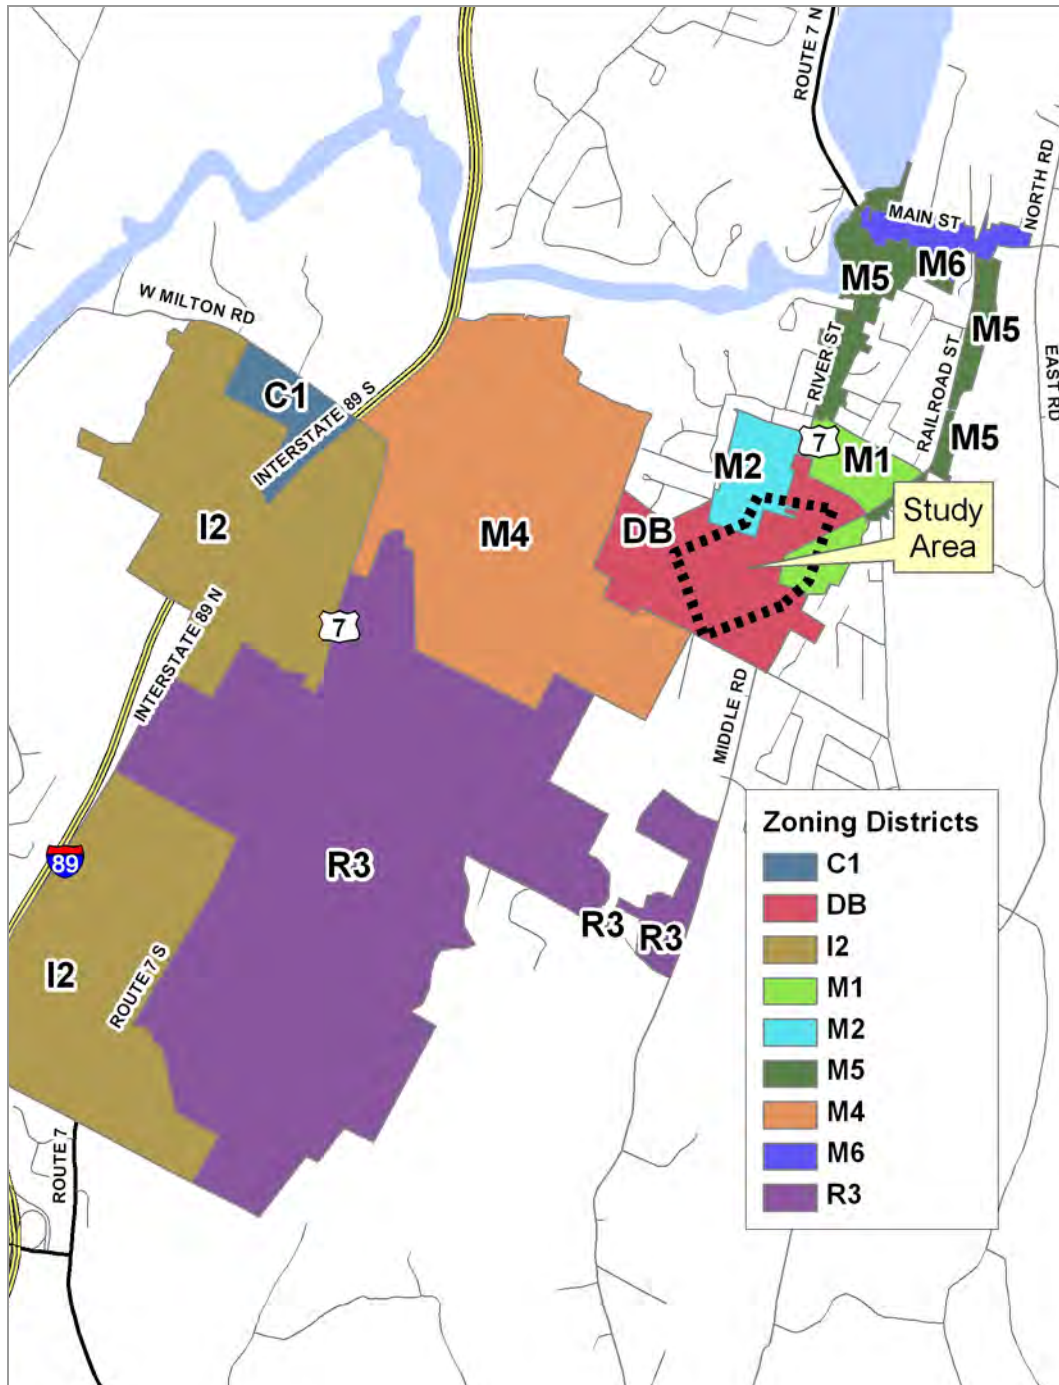 ROUTE 7 N
NORTH RD
MAIN ST
M6
M5
W MILTON RD
M5
RIVER ST
RAILROAD ST
EAST RD
C1
INTERSTATE 89 S
7
M1
M5
M2
I2
M4
DB
Study
Area
7
INTERSTATE 89 N
MIDDLE RD
89
R3
R3
R3
I2
ROUTE 7 S
ROUTE 7
Zoning Districts
C1
DB
I2
M1
M2
M5
M4
M6
R3